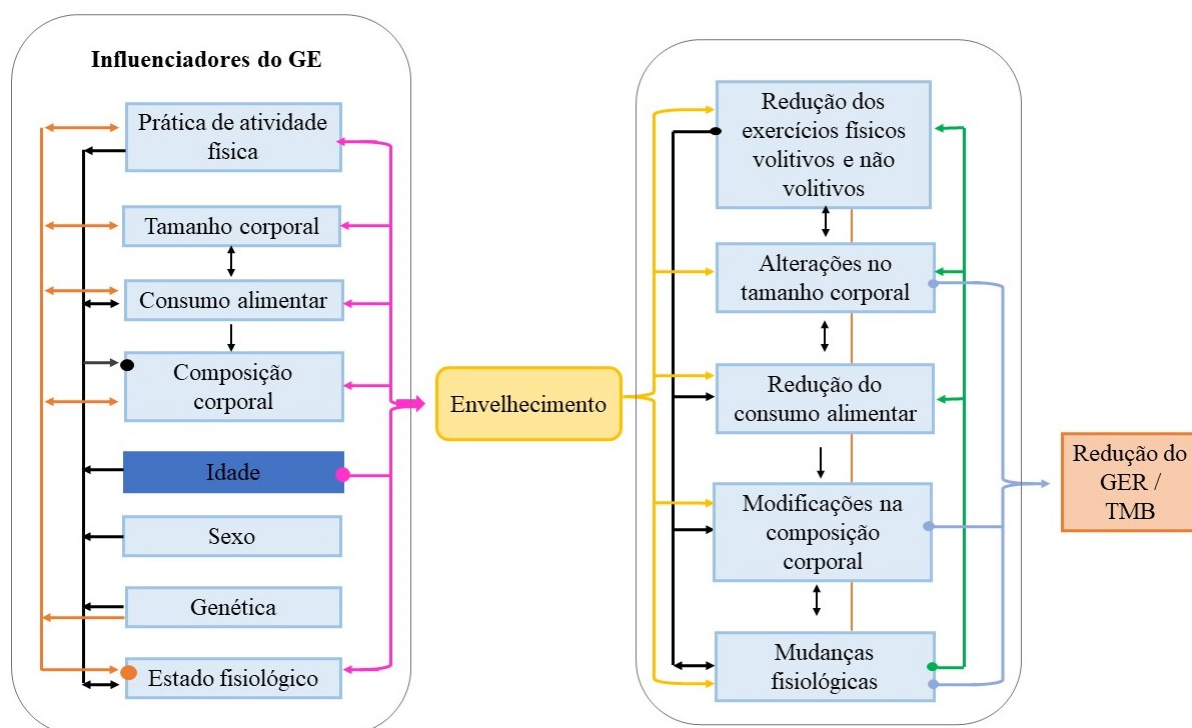 Influenciadores do GE
Prática de atividade
física
Tamanho corporal
Consumo alimentar
Composição
corporal
Idade
Sexo
Genética
Estado fisiológico
Envelhecimento
Redução dos
exercícios físicos
volitivos e não
volitivos
Alterações no
tamanho corporal
Redução do
consumo alimentar
Modificações na
composição
corporal
Mudanças
fisiológicas
Redução do
GER /
TMB